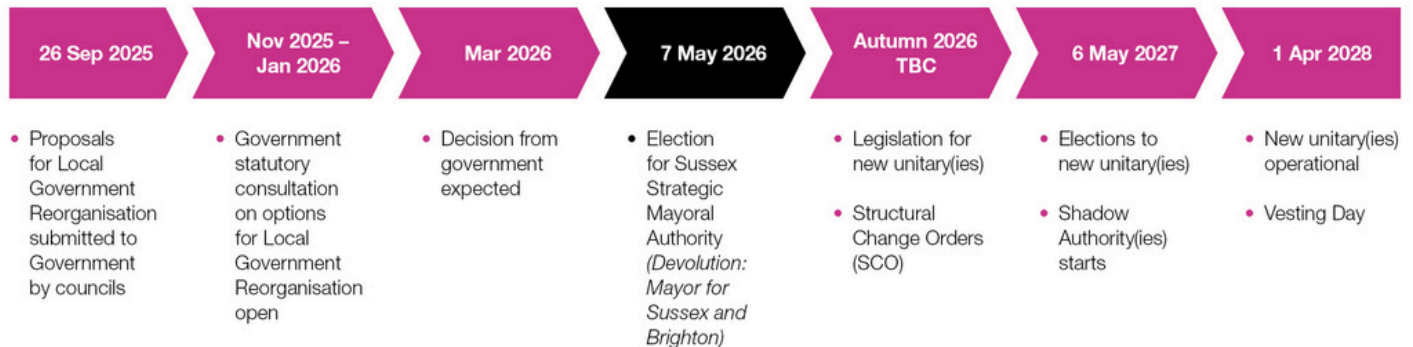 26 Sep 2025
Nov 2025 –
Jan 2026
Mar 2026
7 May 2026
Autumn 2026
TBC
6 May 2027
1 Apr 2028
• Proposals
for Local
Government
Reorganisation
submitted to
Government
by councils
• Government
statutory
consultation
on options
for Local
Government
Reorganisation
open
• Decision from
government
expected
• Election
for Sussex
Strategic
Mayoral
Authority
(Devolution:
Mayor for
Sussex and
Brighton)
• Legislation for
new unitary(ies)
• Structural
Change Orders
(SCO)
• Elections to
new unitary(ies)
• Shadow
Authority(ies)
starts
• New unitary(ies)
operational
• Vesting Day